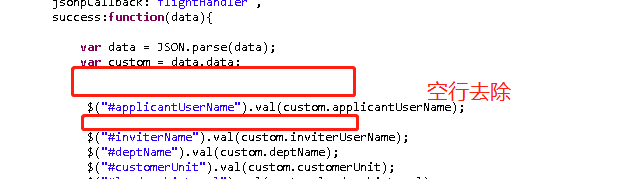 jsonpCallback:"flightHandler",
success:function(data){
var data = JSON.parse(data);
var custom = data.data;
空行去除
$("#applicantUserName").val(custom.applicantUserName);
$("#inviterName").val(custom.inviterUserName);
$("#deptName").val(custom.deptName);
$("#customerUnit").val(custom.customerUnit);